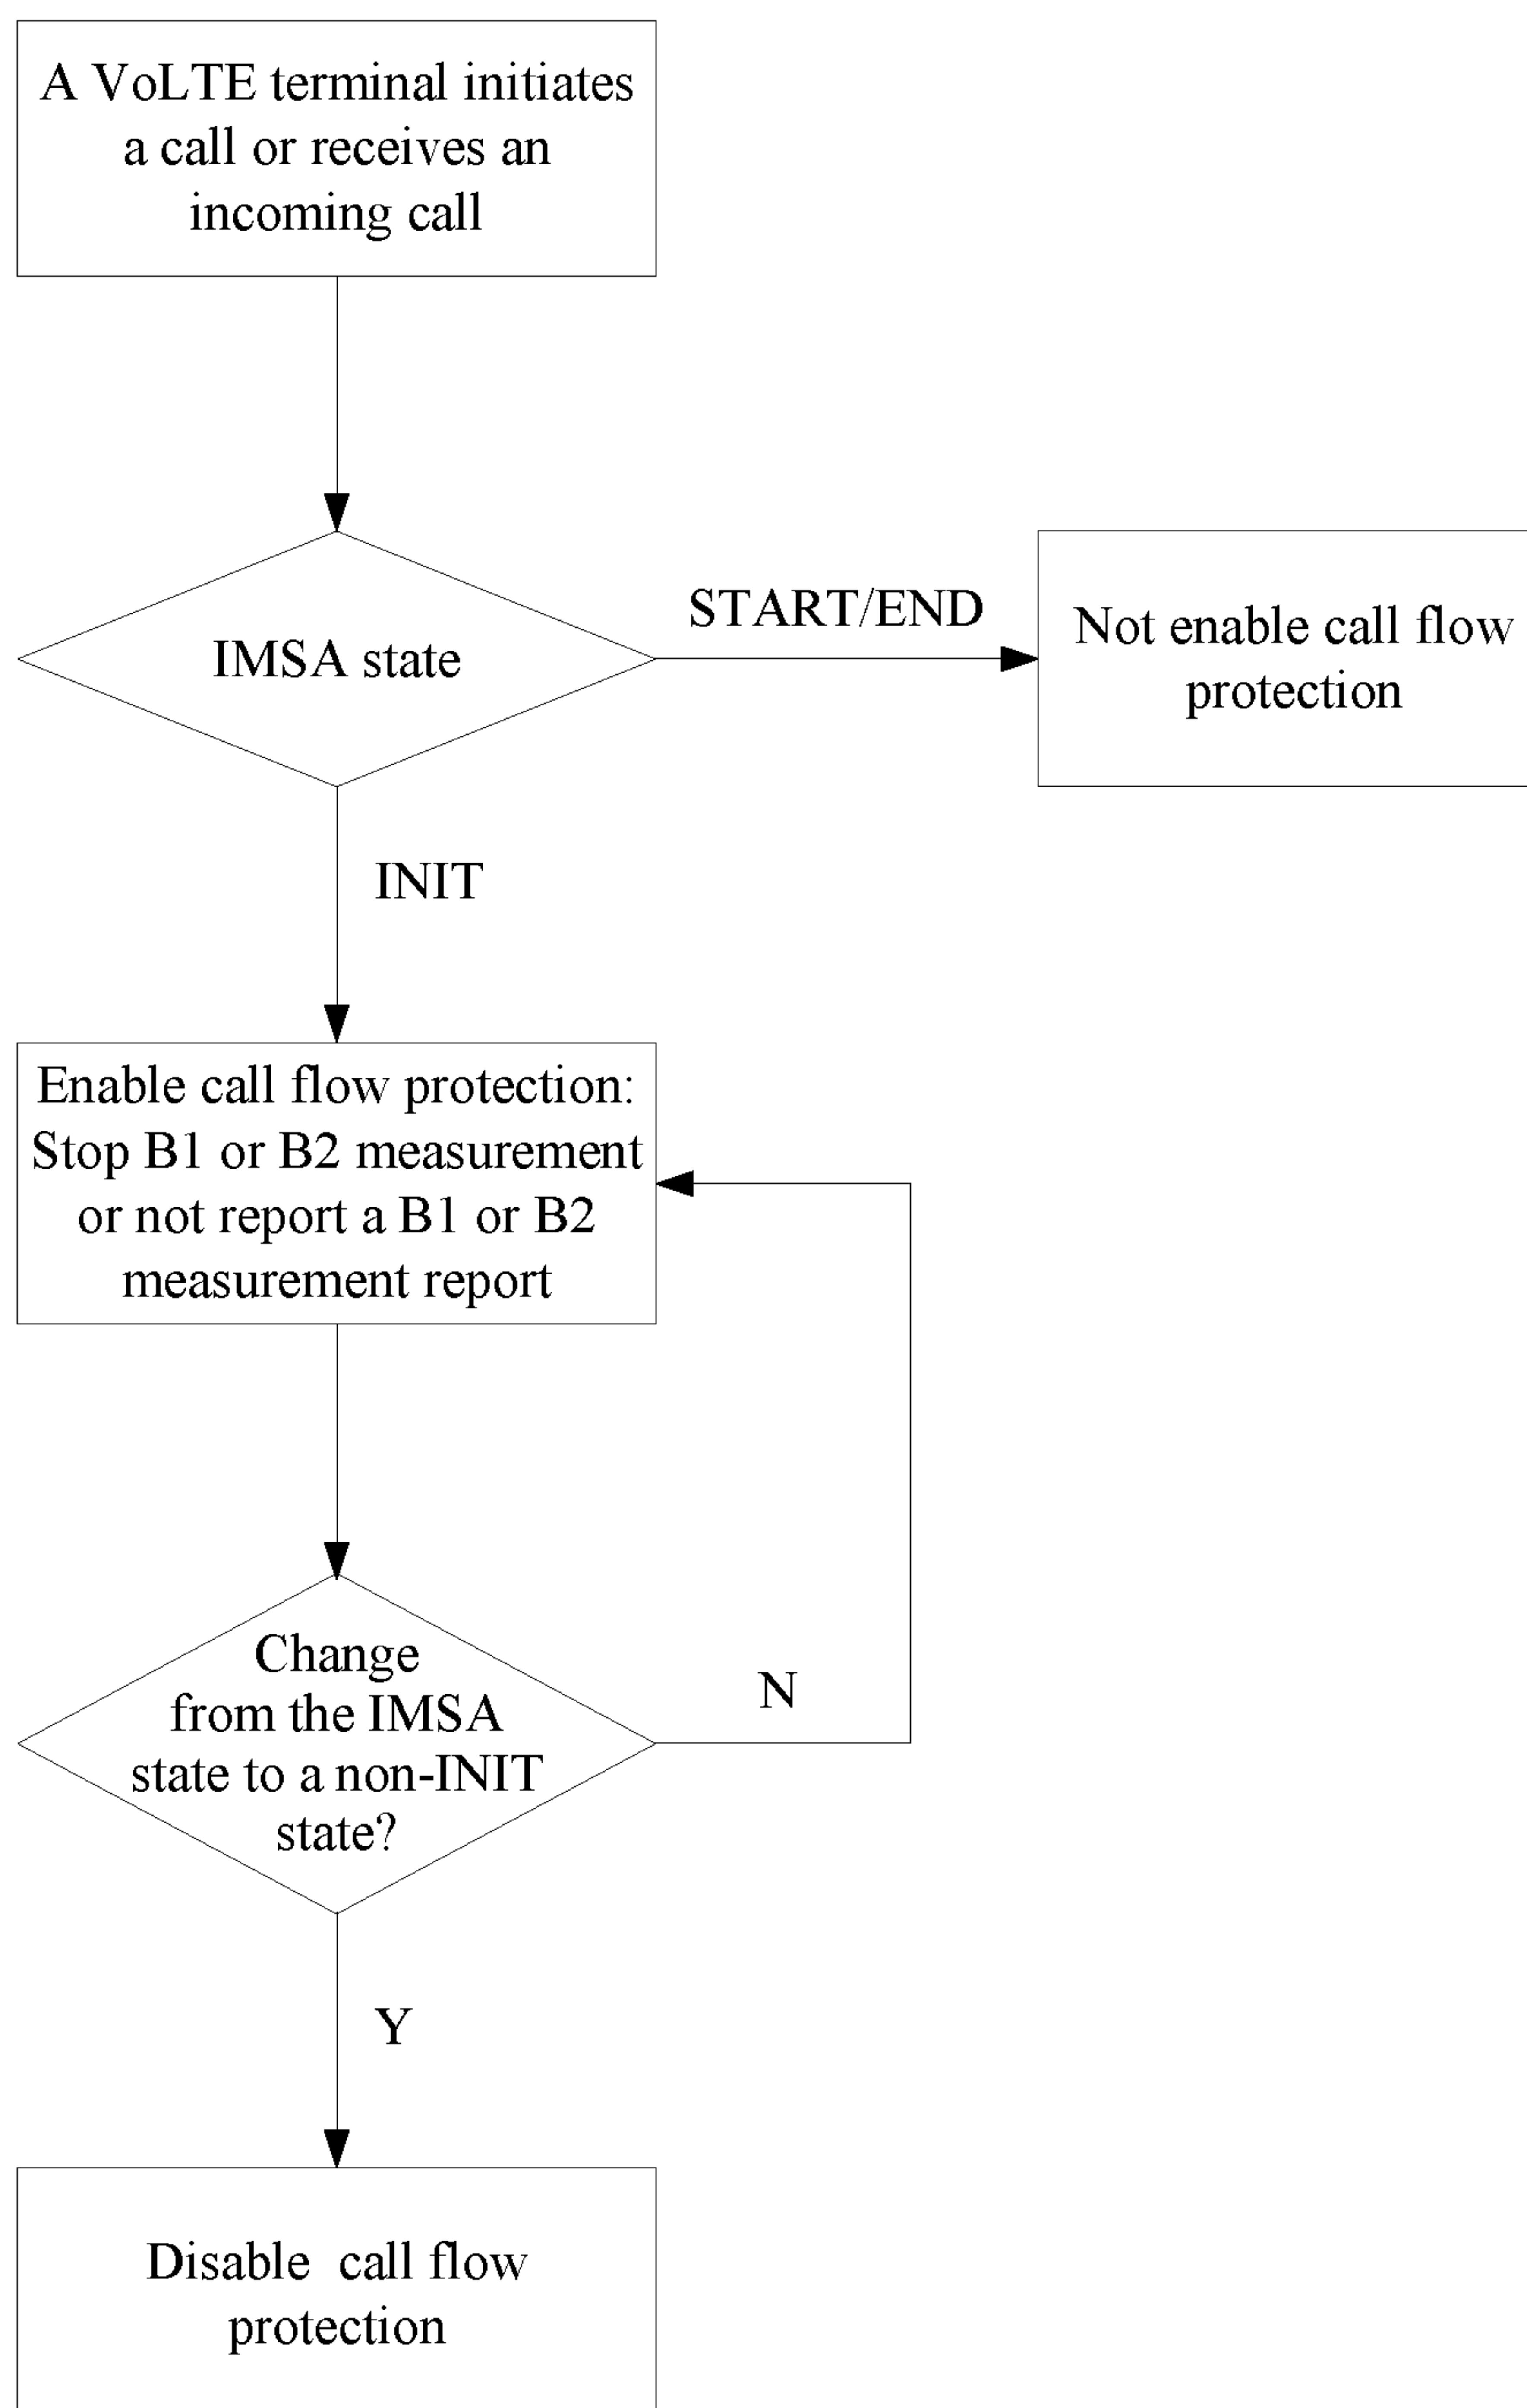 A VoLTE terminal initiates
a call or receives an
incoming call
IMSA state
START/END
Not enable call flow
protection
INIT
Enable call flow protection:
Stop B1 or B2 measurement
or not report a B1 or B2
measurement report
Change
from the IMSA
state to a non-INIT
state?
N
Y
Disable  call flow
protection